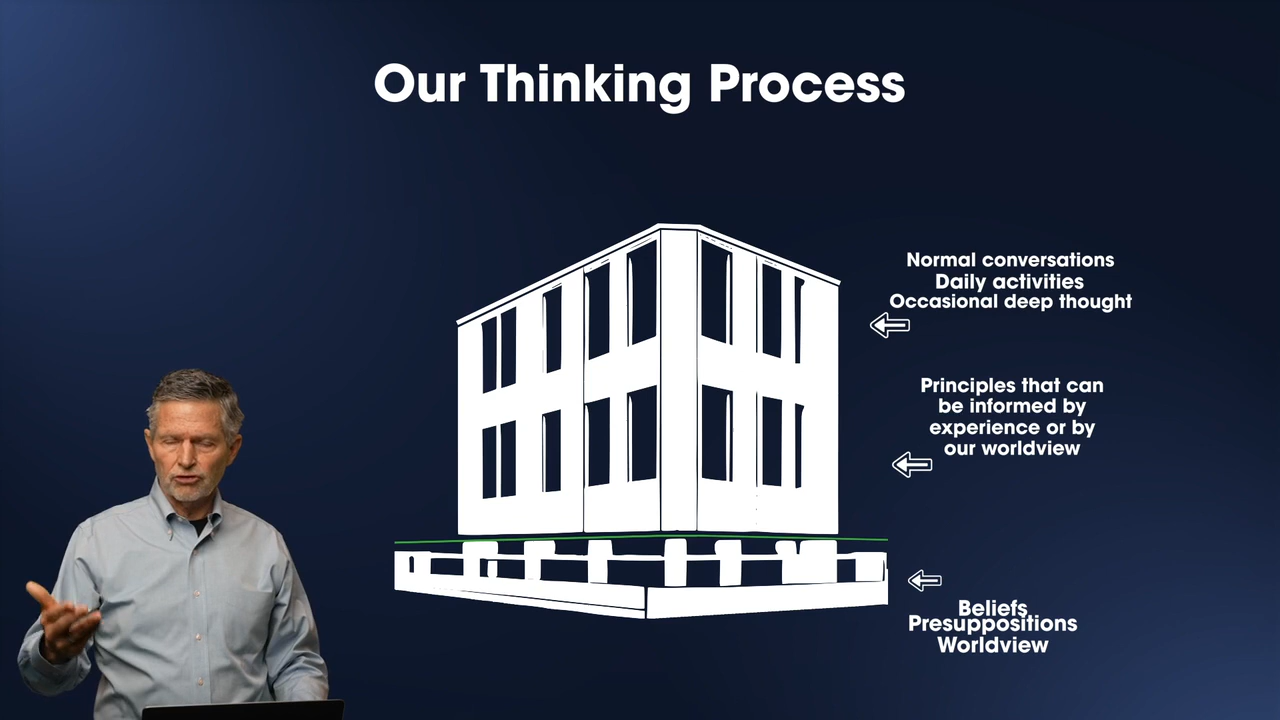 Our Thinking Process
Normal conversations
Daily activities
Occasional deep thought
Principles that can
be informed by
experience or by
our worldview
Beliefs
Presuppositions
Worldview